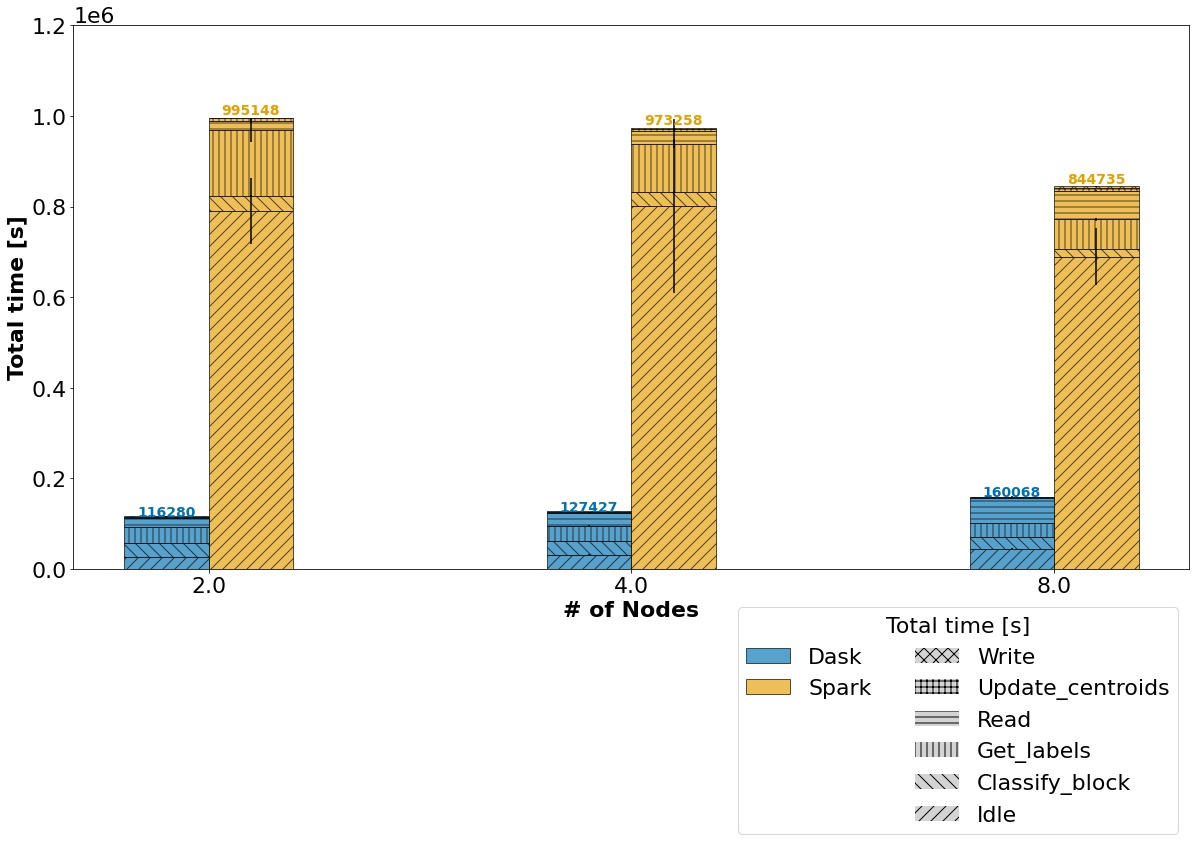 1e6
1.2
1.0
0.8
0.6
0.4
0.2
0.0
Total time [s]
995148
973258
844735
116280
127427
160068
2.0
4.0
8.0
# of Nodes
Total time [s]
Dask
Spark
Write
Update_centroids
Read
Get_labels
Classify_block
Idle